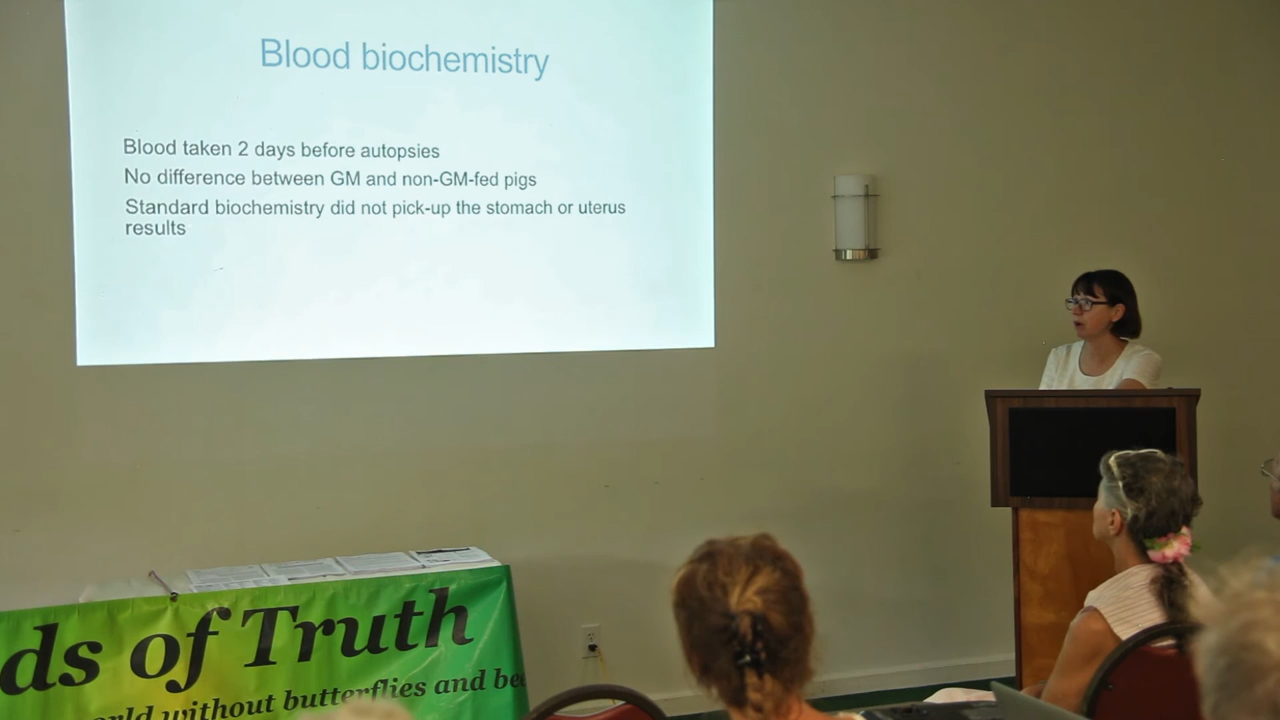 Blood biochemistry
Blood taken 2 days before autopsies
No difference between GM and non-GM-fed pigs
Standard biochemistry did not pick-up the stomach or uterus
results
ds of Truth
orld without butterflies and be